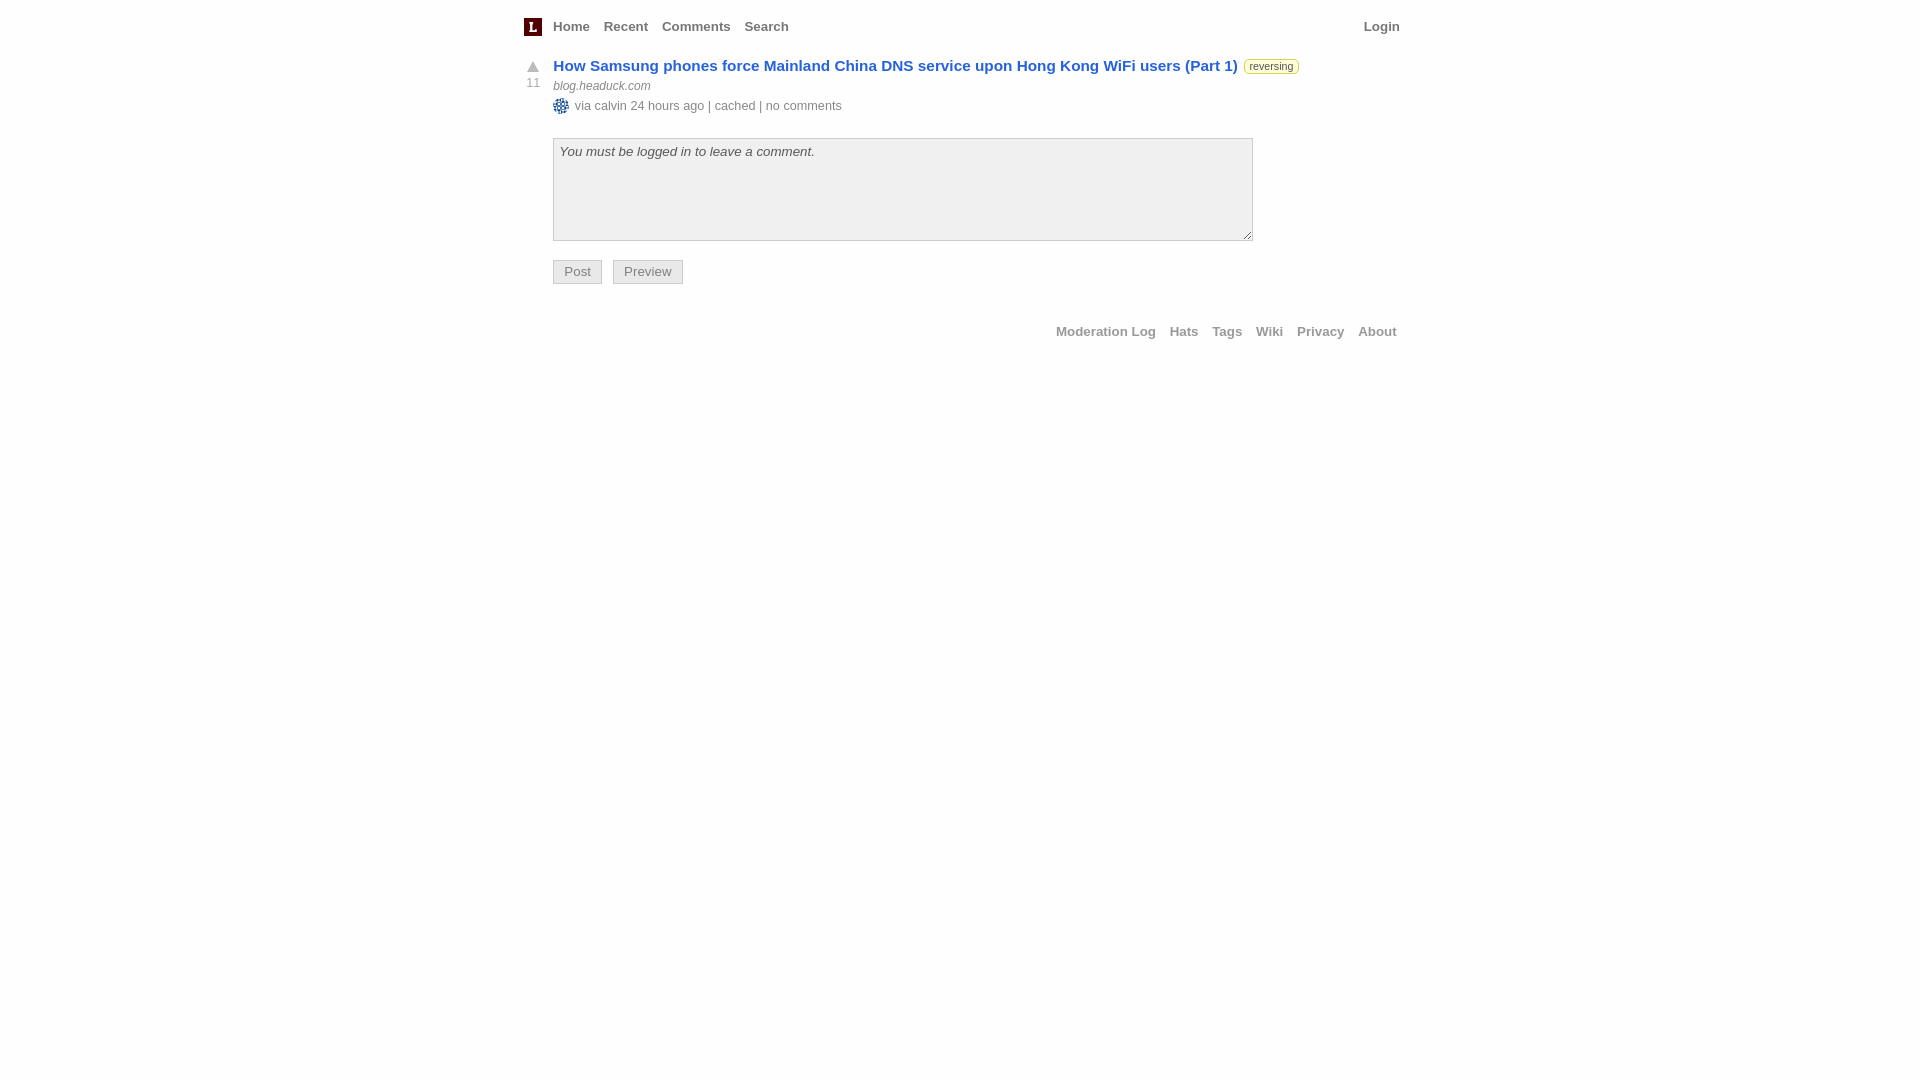 L Home Recent Comments Search Login
How Samsung phones force Mainland China DNS service upon Hong Kong WiFi users (Part 1) reversing
11
blog.headuck.com
via calvin 24 hours ago | cached | no comments
You must be logged in to leave a comment.
Post Preview
Moderation Log Hats Tags Wiki Privacy About